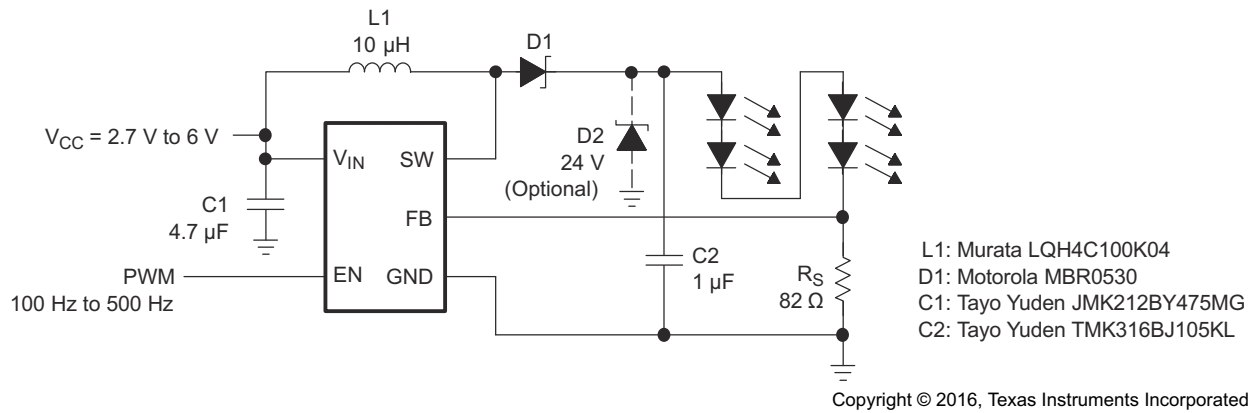 L1
10 µH
D1
V_CC = 2.7 V to 6 V
V_IN
SW
D2
24 V
(Optional)
C1
4.7 µF
FB
C2
1 µF
PWM
100 Hz to 500 Hz
EN
GND
R_S
82 Ω
L1: Murata LQH4C100K04
D1: Motorola MBR0530
C1: Tayo Yuden JMK212BY475MG
C2: Tayo Yuden TMK316BJ105KL
Copyright © 2016, Texas Instruments Incorporated